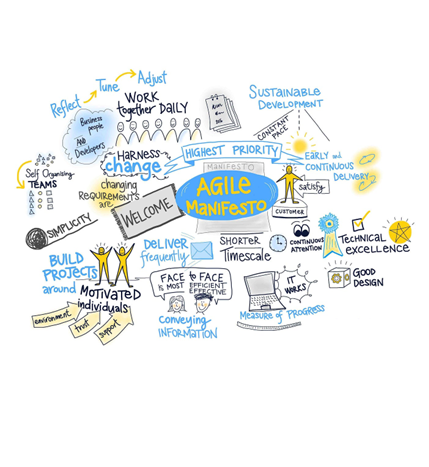 Reflect
Tune
Adjust
WORK
together DAILY
Business
people
AND
Developers
SUSTAINABLE
DEVELOPMENT
CONSTANT
PACE
HARNESS
change
HIGHEST PRIORITY
MANIFESTO
AGILE
MANIFESTO
EARLY and
CONTINUOUS
DELIVERY
satisfy
CUSTOMER
Self Organising
TEAMS
changing
REQUIREMENTS
are
WELCOME
SIMPLICITY
DELIVER
frequently
SHORTER
Timescale
CONTINUOUS
ATTENTION
TECHNICAL
EXCELLENCE
GOOD
DESIGN
BUILD
PROJECTS
around
MOTIVATED
individuals
environment
trust
support
FACE to FACE
IS MOST EFFICIENT
EFFECTIVE
conveying
INFORMATION
IT
WORKS
Measure of PROGRESS